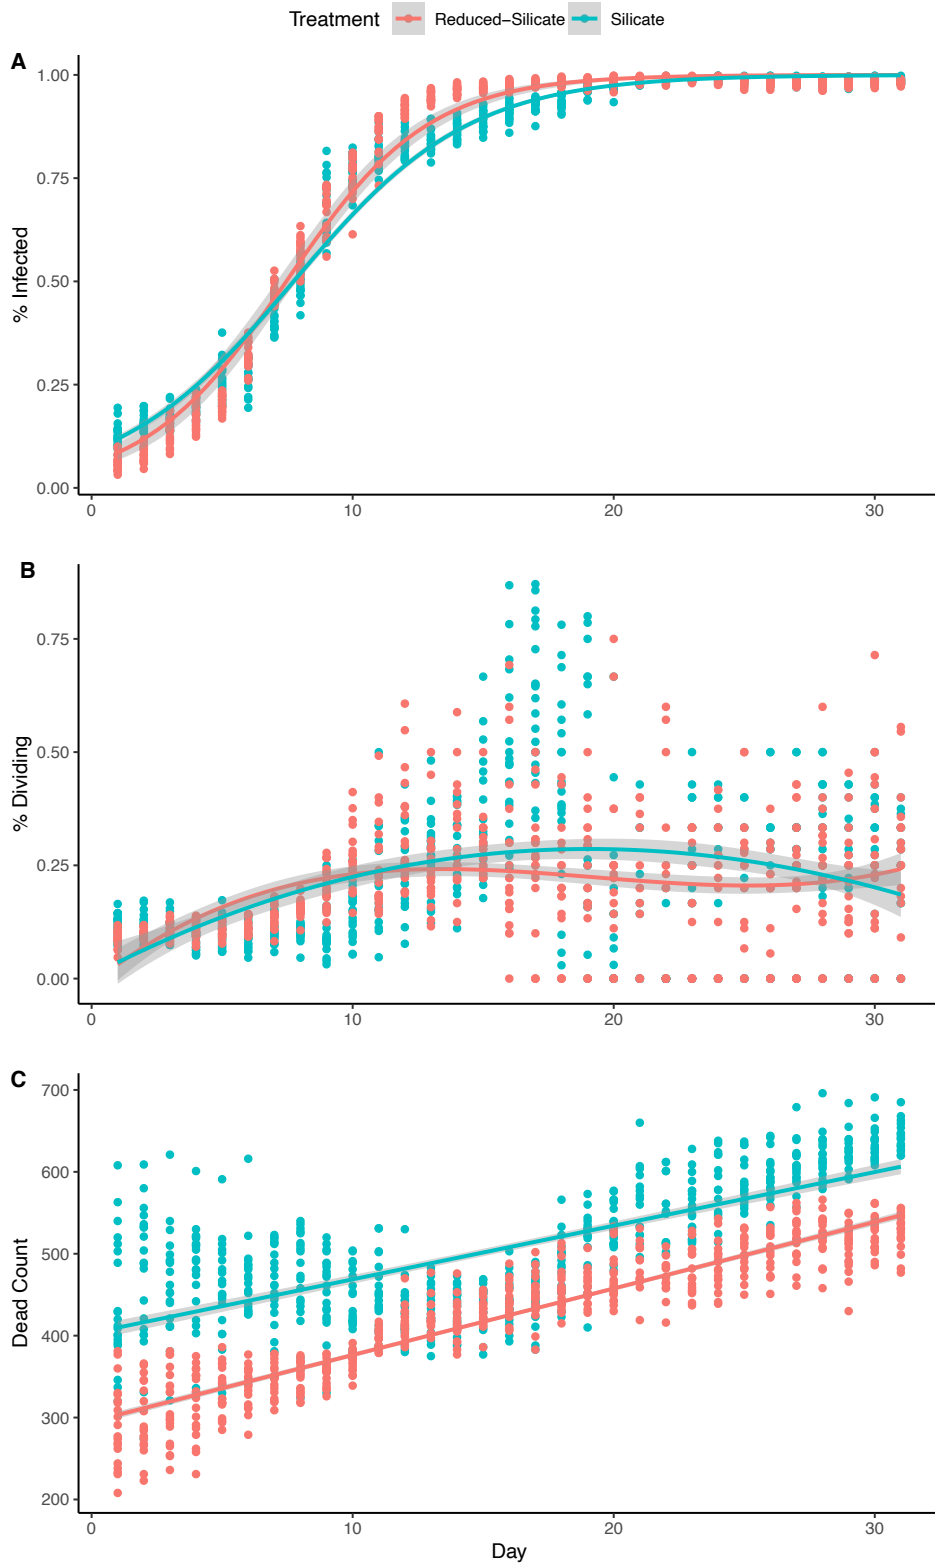 Treatment Reduced−Silicate Silicate
A
1.00
0.75
0.50
0.25
0.00
% Infected
0 10 20 30
B
0.75
0.50
0.25
0.00
% Dividing
0 10 20 30
C
700
600
500
400
300
200
Dead Count
0 10 20 30
Day